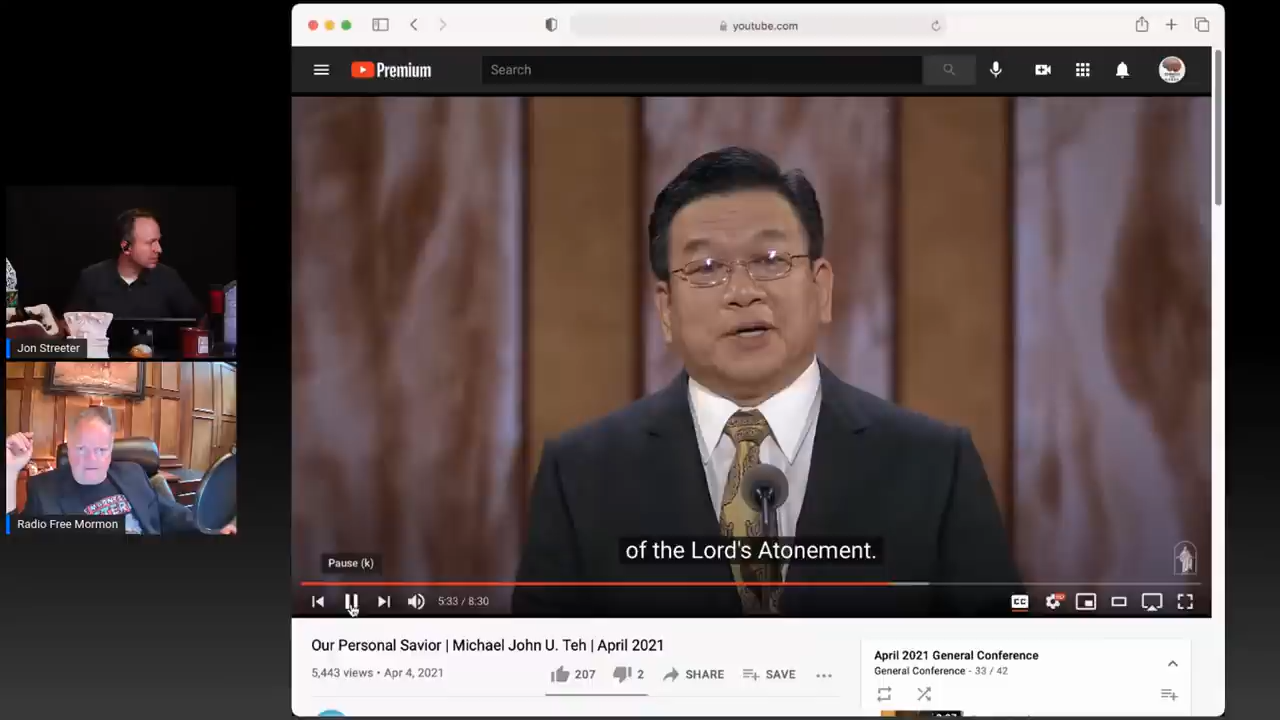 youtube.com
Premium
Search
Jon Streeter
Radio Free Mormon
of the Lord's Atonement.
Pause (k)
5:33 / 8:30
CC
Our Personal Savior | Michael John U. Teh | April 2021
5,443 views • Apr 4, 2021
207
2
SHARE
SAVE
April 2021 General Conference
General Conference - 33 / 42